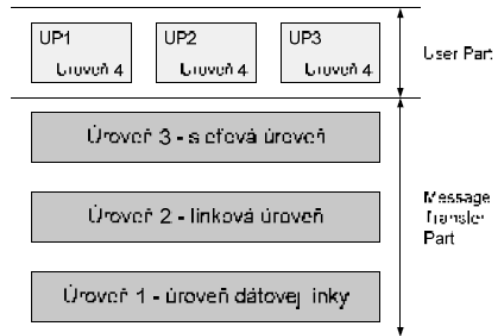 UP1
Úroveň 4
UP2
Úroveň 4
UP3
Úroveň 4
User Part
Úroveň 3 - sieťová úroveň
Úroveň 2 - linková úroveň
Úroveň 1 - úroveň dátovej linky
Message
Transfer
Part